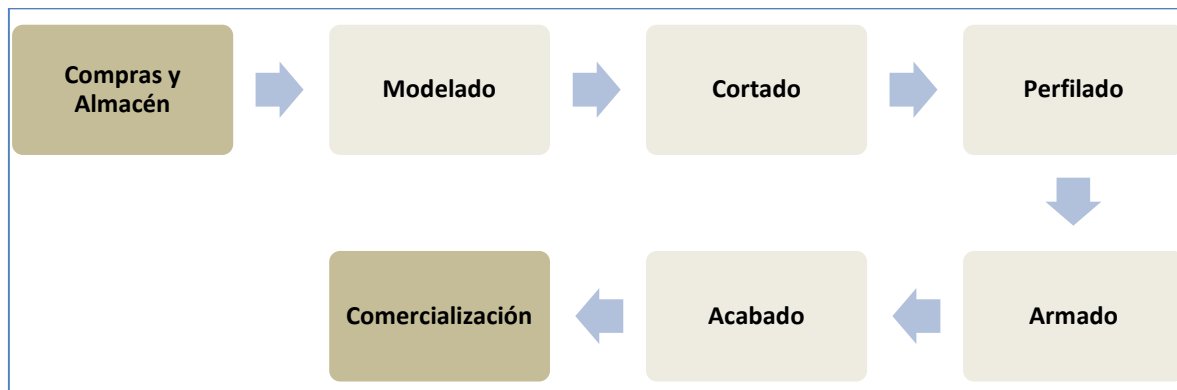 Compras y
Almacén
Modelado
Cortado
Perfilado
Armado
Acabado
Comercialización